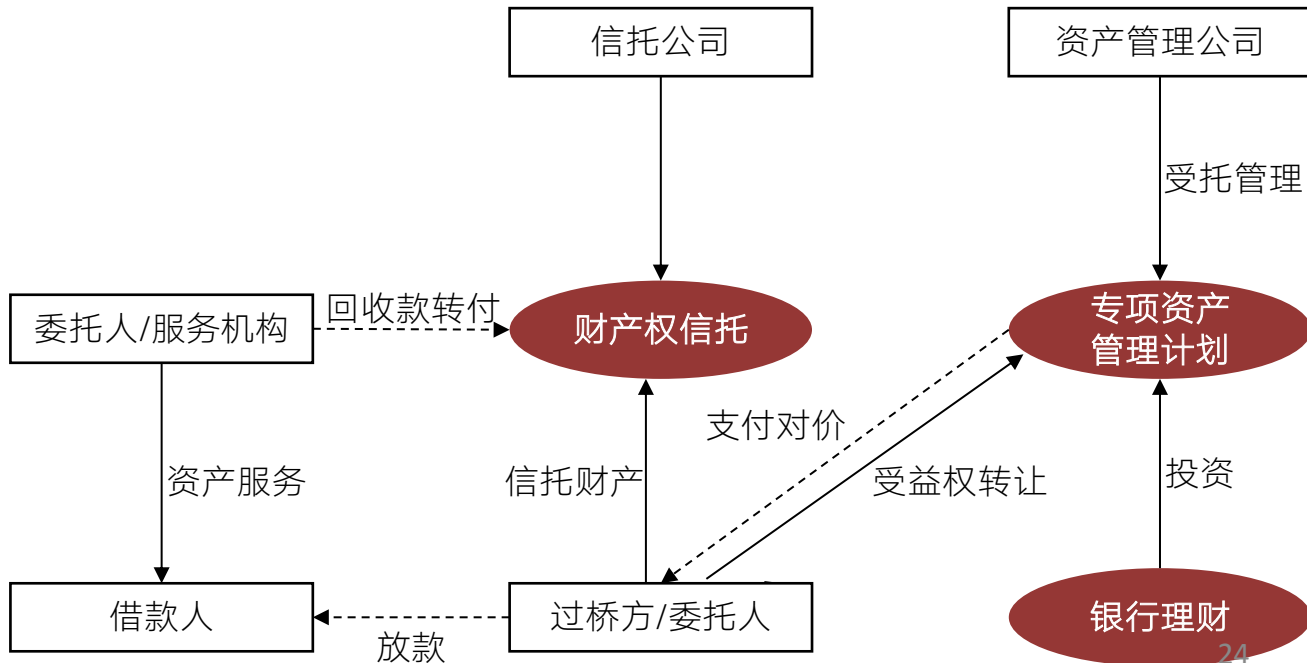 信托公司
资产管理公司
受托管理
委托人/服务机构
回收款转付
财产权信托
专项资产
管理计划
支付对价
资产服务
信托财产
受益权转让
投资
借款人
放款
过桥方/委托人
银行理财
24